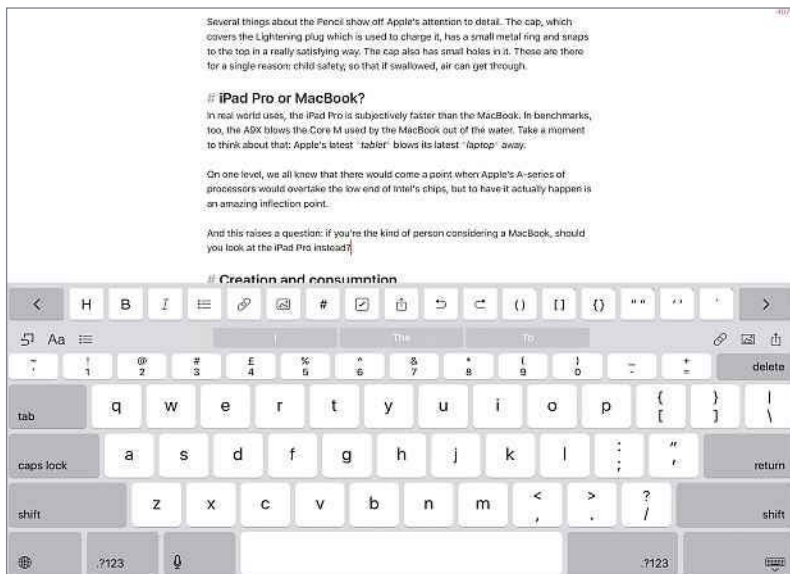 Several things about the Pencil show off Apple's attention to detail. The cap, which
covers the Lightening plug which is used to charge it, has a small metal ring and snaps
to the top in a really satisfying way. The cap also has small holes in it. These are there
for a single reason: child safety, so that if swallowed, air can get through.
# iPad Pro or MacBook?
In real world uses, the iPad Pro is subjectively faster than the MacBook. In benchmarks,
too, the A9X blows the Core M used by the MacBook out of the water. Take a moment
to think about that: Apple's latest *tablet* blows its latest *laptop* away.
On one level, we all knew that there would come a point when Apple's A-series of
processors would overtake the low end of Intel's chips, but to have it actually happen is
an amazing inflection point.
And this raises a question: if you're the kind of person considering a MacBook, should
you look at the iPad Pro instead?
# Creation and consumption
< H B I # () [] {} " " ' ' ' >
Aa I The To
~ ! @ # £ % ^ & * ( ) _ +
` 1 2 3 4 5 6 7 8 9 0 - = delete
tab q w e r t y u i o p { [ } ] | \
caps lock a s d f g h j k l : ; " ' return
shift z x c v b n m < , > . ? / shift
.?123 .?123